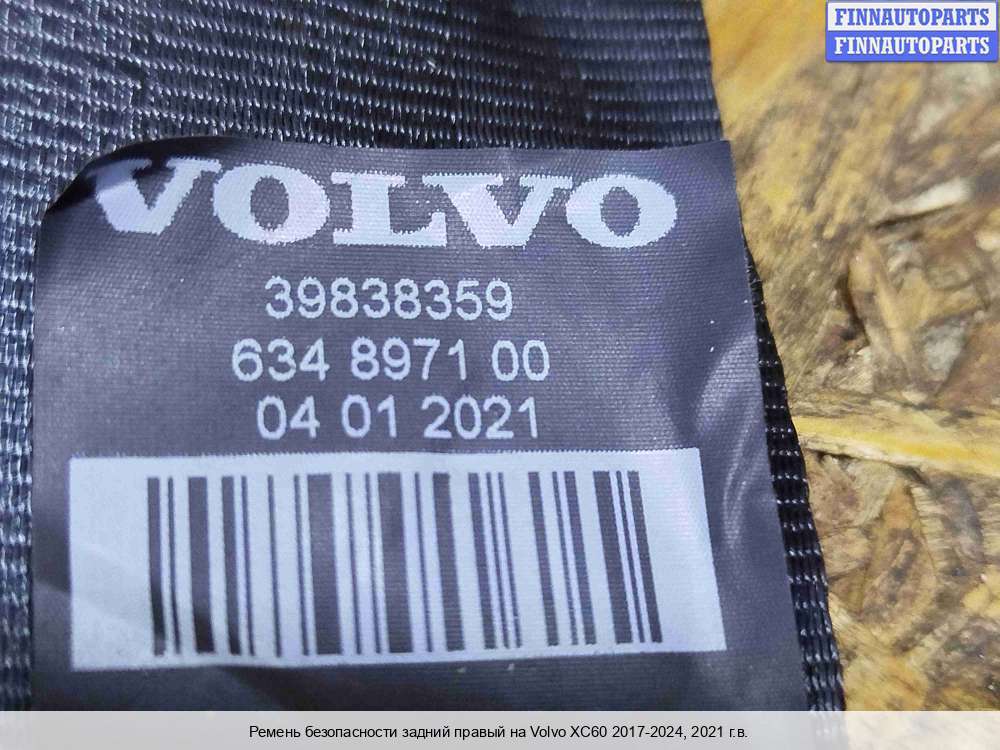 FINNAUTOPARTS
FINNAUTOPARTS
VOLVO
39838359
634 8971 00
04 01 2021
Ремень безопасности задний правый на Volvo XC60 2017-2024, 2021 г.в.